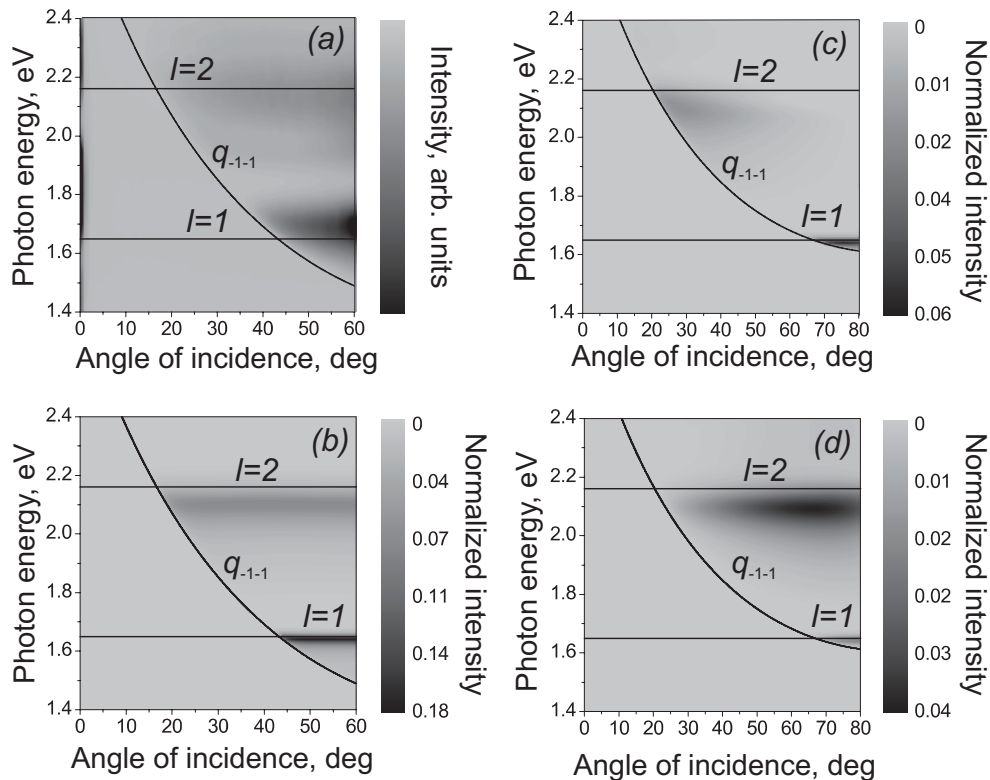 (a)
Photon energy, eV
2.4
2.2
2.0
1.8
1.6
1.4
l=2
q-1-1
l=1
0 10 20 30 40 50 60
Angle of incidence, deg
Intensity, arb. units
(c)
Photon energy, eV
2.4
2.2
2.0
1.8
1.6
1.4
l=2
q-1-1
l=1
0 10 20 30 40 50 60 70 80
Angle of incidence, deg
0
0.01
0.02
0.04
0.05
0.06
Normalized intensity
(b)
Photon energy, eV
2.4
2.2
2.0
1.8
1.6
1.4
l=2
q-1-1
l=1
0 10 20 30 40 50 60
Angle of incidence, deg
0
0.04
0.07
0.11
0.14
0.18
Normalized intensity
(d)
Photon energy, eV
2.4
2.2
2.0
1.8
1.6
1.4
l=2
q-1-1
l=1
0 10 20 30 40 50 60 70 80
Angle of incidence, deg
0
0.01
0.02
0.02
0.03
0.04
Normalized intensity